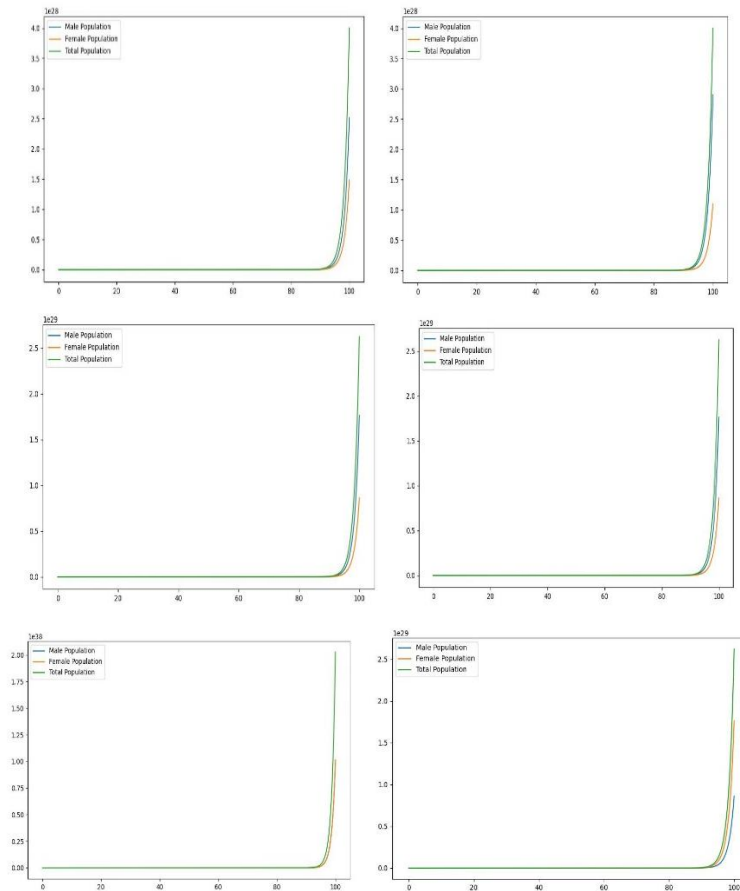 1e28
Male Population
Female Population
Total Population
4.0
3.5
3.0
2.5
2.0
1.5
1.0
0.5
0.0
0 20 40 60 80 100
1e28
Male Population
Female Population
Total Population
4.0
3.5
3.0
2.5
2.0
1.5
1.0
0.5
0.0
0 20 40 60 80 100
1e29
Male Population
Female Population
Total Population
2.5
2.0
1.5
1.0
0.5
0.0
0 20 40 60 80 100
1e29
Male Population
Female Population
Total Population
2.5
2.0
1.5
1.0
0.5
0.0
0 20 40 60 80 100
1e38
Male Population
Female Population
Total Population
2.00
1.75
1.50
1.25
1.00
0.75
0.50
0.25
0.00
0 20 40 60 80 100
1e29
Male Population
Female Population
Total Population
2.5
2.0
1.5
1.0
0.5
0.0
0 20 40 60 80 100